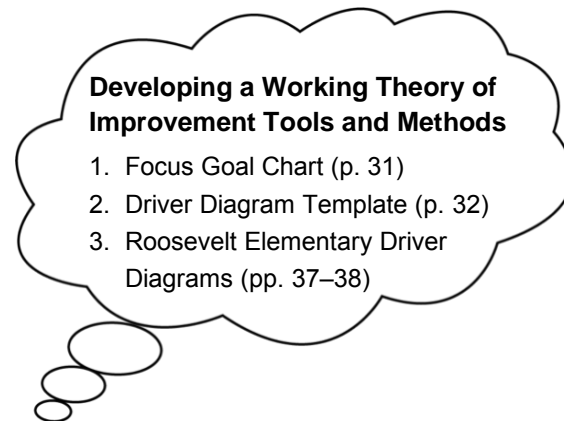 Developing a Working Theory of
Improvement Tools and Methods
1. Focus Goal Chart (p. 31)
2. Driver Diagram Template (p. 32)
3. Roosevelt Elementary Driver
Diagrams (pp. 37–38)